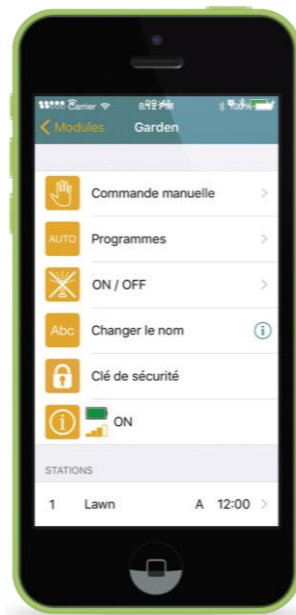 Carrier
Modules Garden
Commande manuelle
AUTO Programmes
ON / OFF
Abc Changer le nom
Clé de sécurité
ON
STATIONS
1 Lawn A 12:00